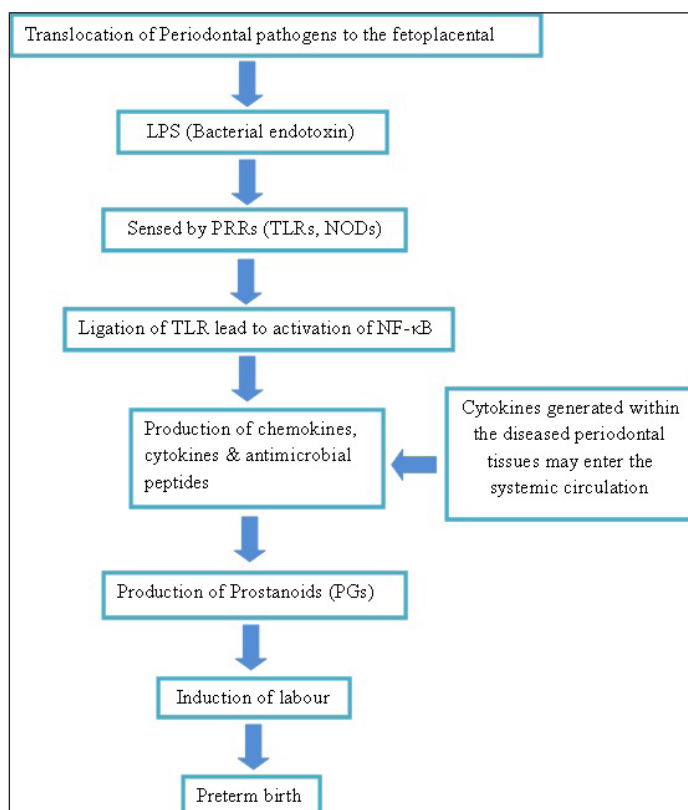 Translocation of Periodontal pathogens to the fetoplacental
LPS (Bacterial endotoxin)
Sensed by PRRs (TLRs, NODs)
Ligation of TLR lead to activation of NF-κB
Production of chemokines,
cytokines & antimicrobial
peptides
Cytokines generated within
the diseased periodontal
tissues may enter the
systemic circulation
Production of Prostanoids (PGs)
Induction of labour
Preterm birth